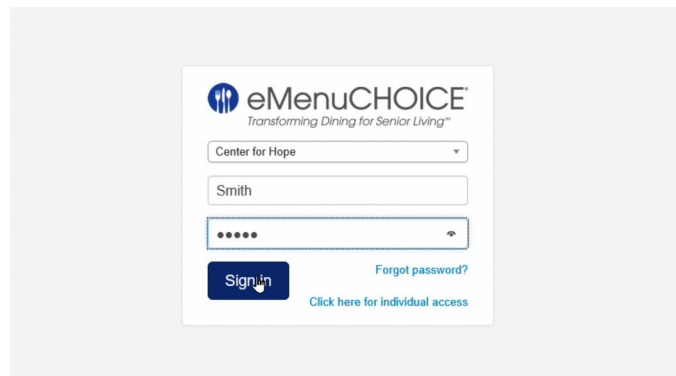 eMenuCHOICE®
Transforming Dining for Senior Living℠
Center for Hope
Smith
•••••
Sign in
Forgot password?
Click here for individual access